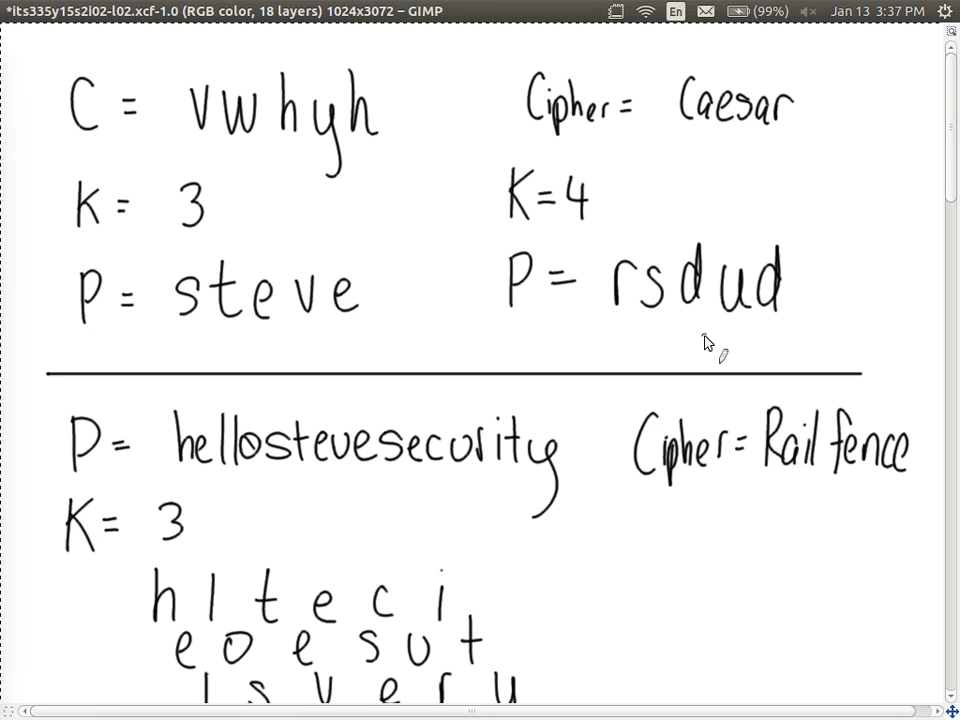 *its335y15s2i02-l02.xcf-1.0 (RGB color, 18 layers) 1024x3072 – GIMP En (99%) Jan 13 3:37 PM
C = vwhyh Cipher = Caesar
K = 3 K=4
P = steve P = rsdud
P = hellostevesecurity Cipher = Rail fence
K = 3
h l t e c i
e o e s u t
l s v e r y